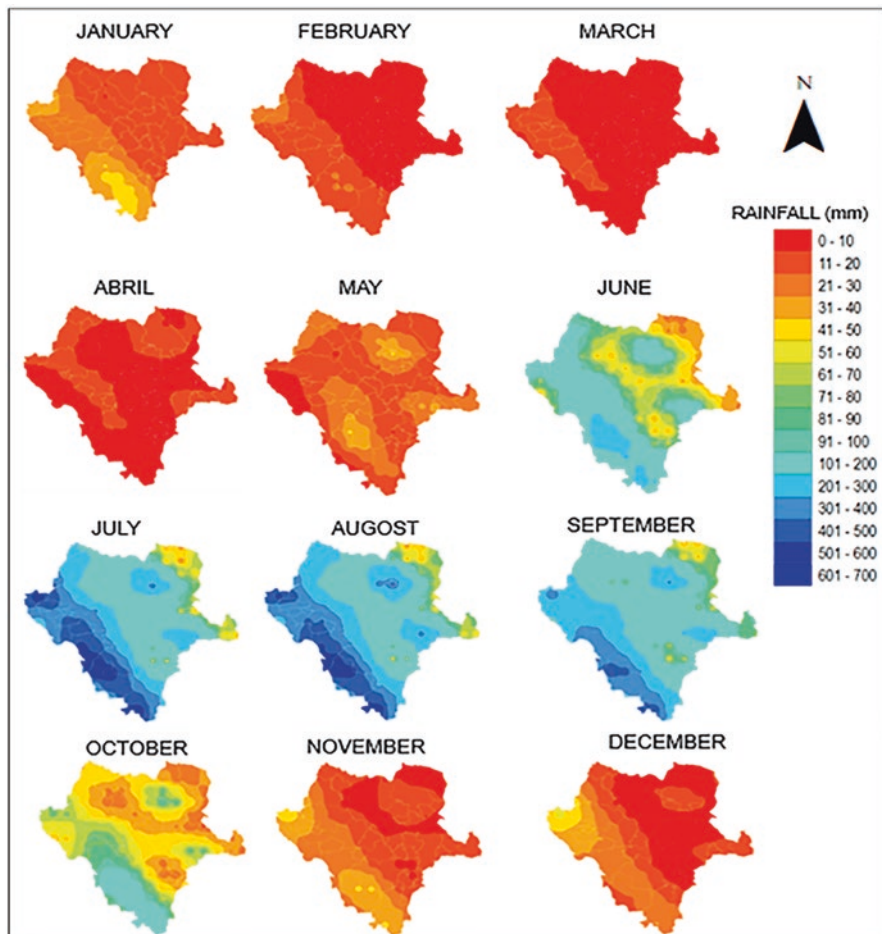 JANUARY
FEBRUARY
MARCH
N
RAINFALL (mm)
0 - 10
11 - 20
21 - 30
31 - 40
41 - 50
51 - 60
61 - 70
71 - 80
81 - 90
91 - 100
101 - 200
201 - 300
301 - 400
401 - 500
501 - 600
601 - 700
ABRIL
MAY
JUNE
JULY
AUGOST
SEPTEMBER
OCTOBER
NOVEMBER
DECEMBER